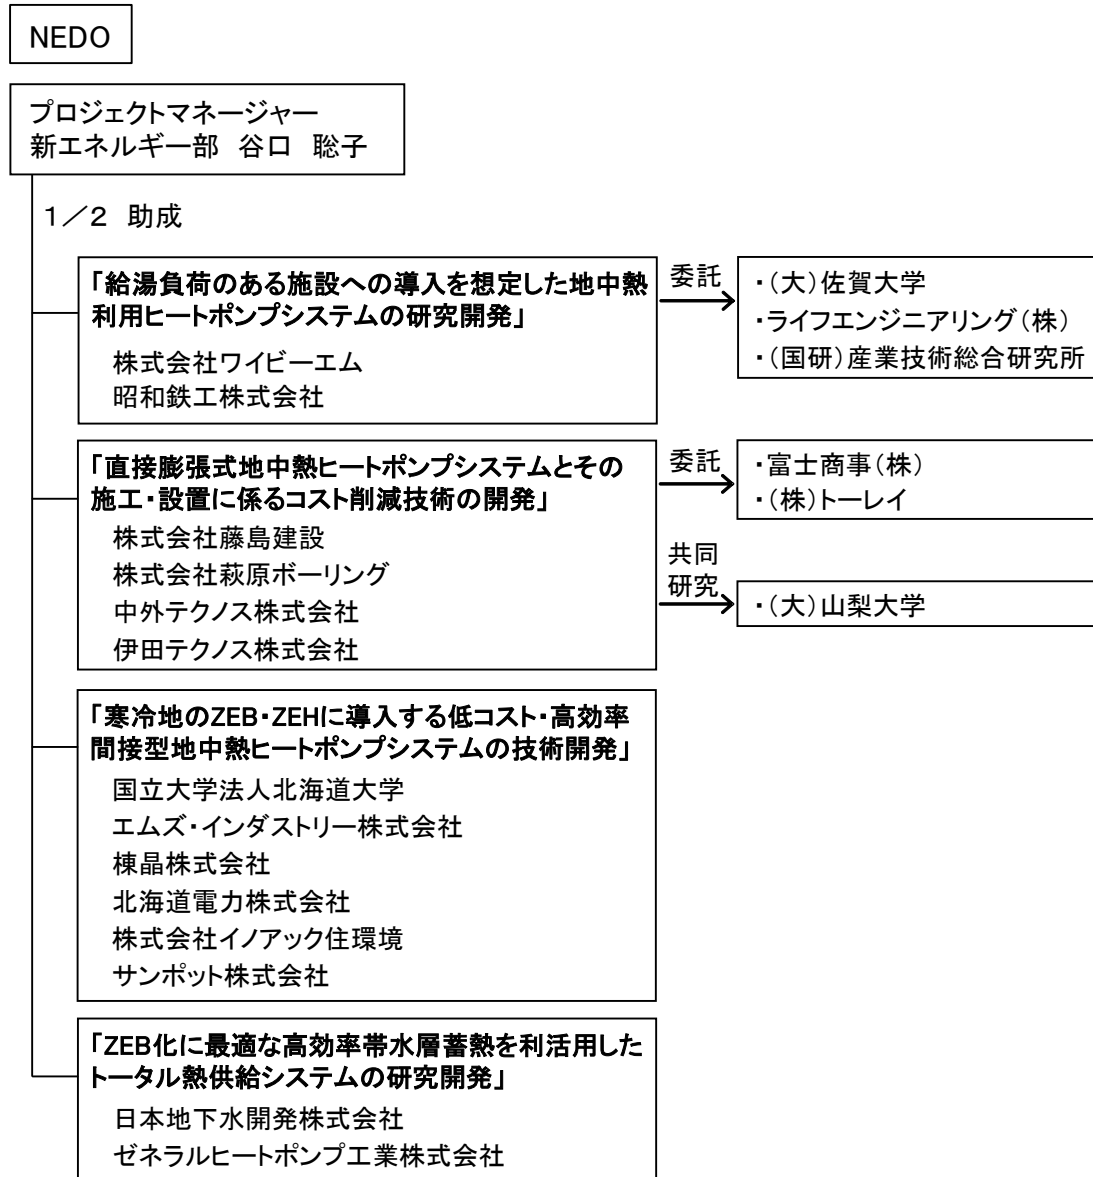 NEDO
プロジェクトマネージャー
新エネルギー部 谷口 聡子
1／2 助成
「給湯負荷のある施設への導入を想定した地中熱
利用ヒートポンプシステムの研究開発」
株式会社ワイビーエム
昭和鉄工株式会社
委託
・（大）佐賀大学
・ライフエンジニアリング（株）
・（国研）産業技術総合研究所
「直接膨張式地中熱ヒートポンプシステムとその
施工・設置に係るコスト削減技術の開発」
株式会社藤島建設
株式会社萩原ボーリング
中外テクノス株式会社
伊田テクノス株式会社
委託
・富士商事（株）
・（株）トーレイ
共同
研究
・（大）山梨大学
「寒冷地のZEB・ZEHに導入する低コスト・高効率
間接型地中熱ヒートポンプシステムの技術開発」
国立大学法人北海道大学
エムズ・インダストリー株式会社
棟晶株式会社
北海道電力株式会社
株式会社イノアック住環境
サンポット株式会社
「ZEB化に最適な高効率帯水層蓄熱を利活用した
トータル熱供給システムの研究開発」
日本地下水開発株式会社
ゼネラルヒートポンプ工業株式会社